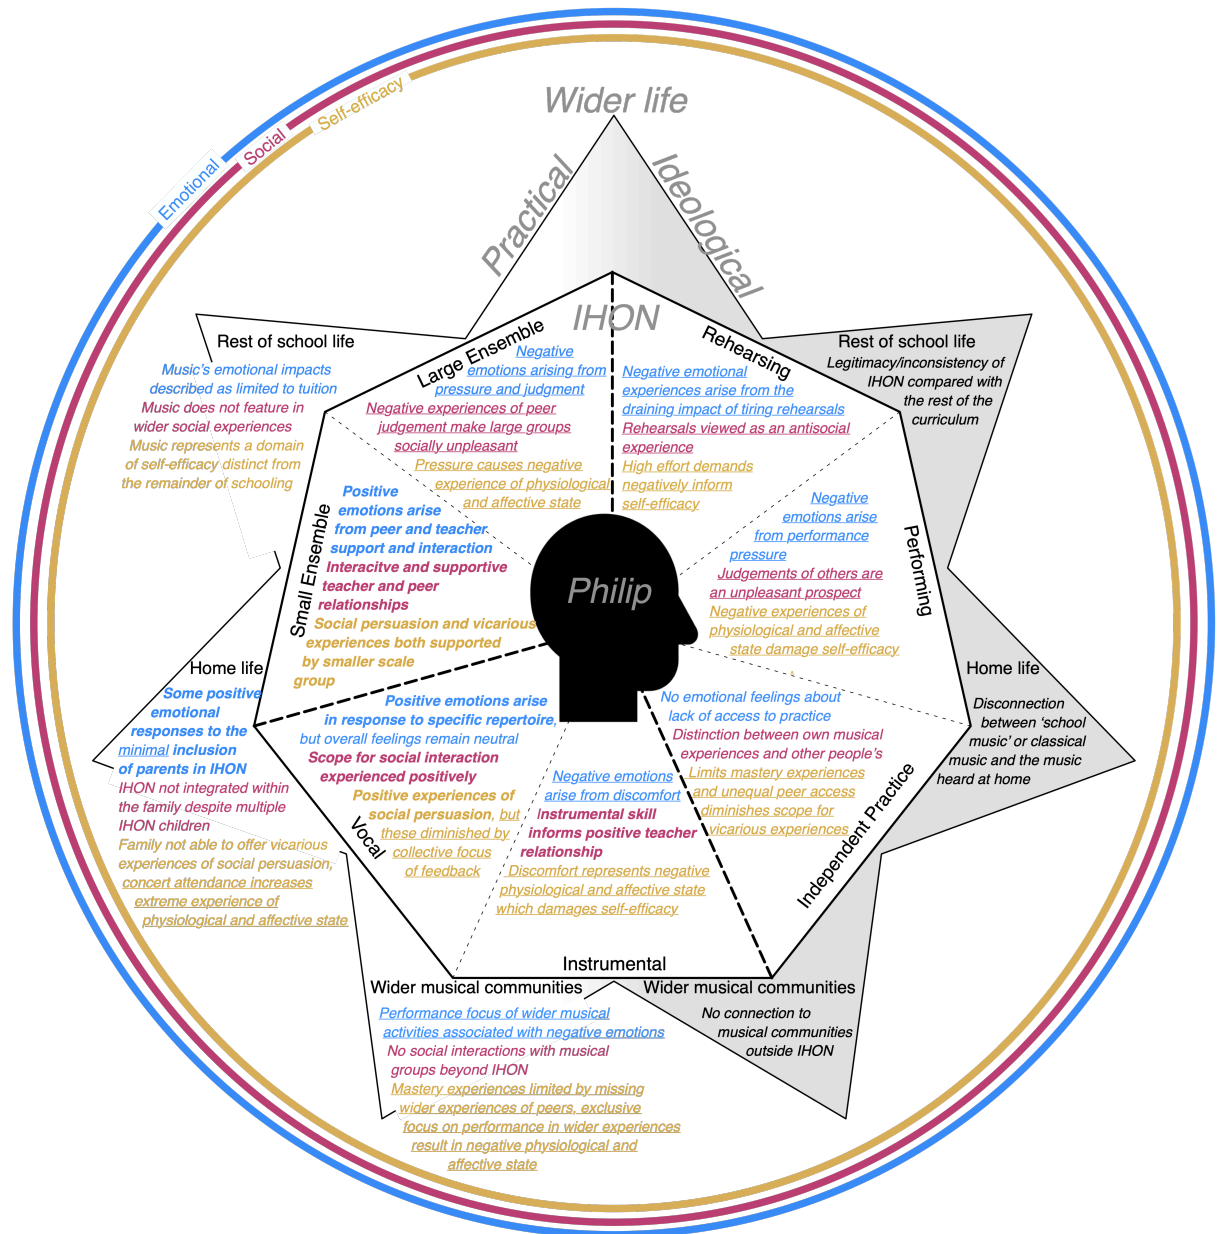 Wider life
Practical
Ideological
Emotional
Social
Self-efficacy
IHON
Philip
Large Ensemble
Negative
emotions arising from
pressure and judgment
Negative experiences of peer
judgement make large groups
socially unpleasant
Pressure causes negative
experience of physiological
and affective state
Rehearsing
Negative emotional
experiences arise from the
draining impact of tiring rehearsals
Rehearsals viewed as an antisocial
experience
High effort demands
negatively inform
self-efficacy
Rest of school life
Music's emotional impacts
described as limited to tuition
Music does not feature in
wider social experiences
Music represents a domain
of self-efficacy distinct from
the remainder of schooling
Rest of school life
Legitimacy/inconsistency of
IHON compared with
the rest of the
curriculum
Small Ensemble
Positive
emotions arise
from peer and teacher
support and interaction
Interacitve and supportive
teacher and peer
relationships
Social persuasion and vicarious
experiences both supported
by smaller scale
group
Performing
Negative
emotions arise
from performance
pressure
Judgements of others are
an unpleasant prospect
Negative experiences of
physiological and affective
state damage self-efficacy
Home life
Some positive
emotional
responses to the
minimal inclusion
of parents in IHON
IHON not integrated within
the family despite multiple
IHON children
Family not able to offer vicarious
experiences of social persuasion,
concert attendance increases
extreme experience of
physiological and affective state
Vocal
Positive emotions arise
in response to specific repertoire,
but overall feelings remain neutral
Scope for social interaction
experienced positively
Positive experiences of
social persuasion, but
these diminished by
collective focus
of feedback
Instrumental
Negative emotions
arise from discomfort
Instrumental skill
informs positive teacher
relationship
Discomfort represents negative
physiological and affective state
which damages self-efficacy
Independent Practice
No emotional feelings about
lack of access to practice
Distinction between own musical
experiences and other people's
Limits mastery experiences
and unequal peer access
diminishes scope for
vicarious experiences
Home life
Disconnection
between 'school
music' or classical
music and the music
heard at home
Wider musical communities
Performance focus of wider musical
activities associated with negative emotions
No social interactions with musical
groups beyond IHON
Mastery experiences limited by missing
wider experiences of peers, exclusive
focus on performance in wider experiences
result in negative physiological and
affective state
Wider musical communities
No connection to
musical communities
outside IHON